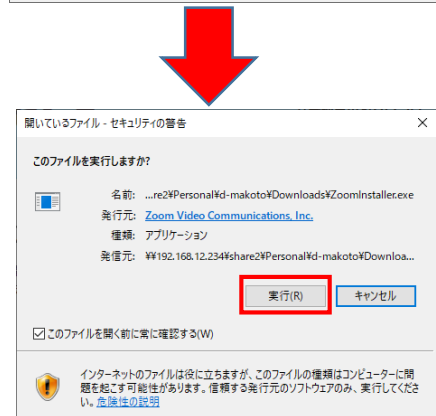 開いているファイル - セキュリティの警告
このファイルを実行しますか?
名前: ...re2¥Personal¥d-makoto¥Downloads¥ZoomInstaller.exe
発行元: Zoom Video Communications, Inc.
種類: アプリケーション
発信元: ¥¥192.168.12.234¥share2¥Personal¥d-makoto¥Downloa...
実行(R) キャンセル
このファイルを開く前に常に確認する(W)
インターネットのファイルは役に立ちますが、このファイルの種類はコンピューターに問
題を起こす可能性があります。信頼する発行元のソフトウェアのみ、実行してくださ
い。危険性の説明